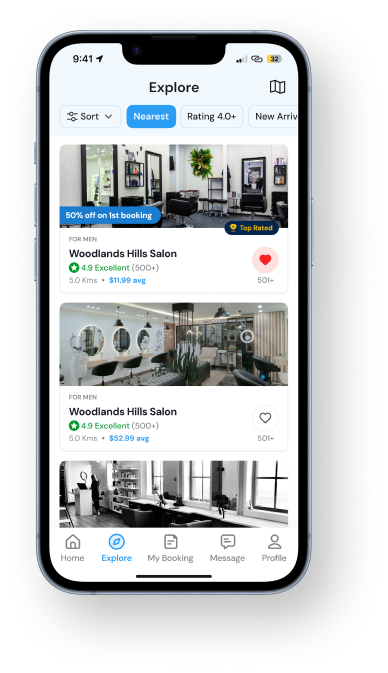 9:41
32
Explore
Sort
Nearest
Rating 4.0+
New Arriv
50% off on 1st booking
Top Rated
FOR MEN
Woodlands Hills Salon
4.9 Excellent (500+)
5.0 Kms • $11.99 avg
501+
FOR MEN
Woodlands Hills Salon
4.9 Excellent (500+)
5.0 Kms • $52.99 avg
501+
Home
Explore
My Booking
Message
Profile